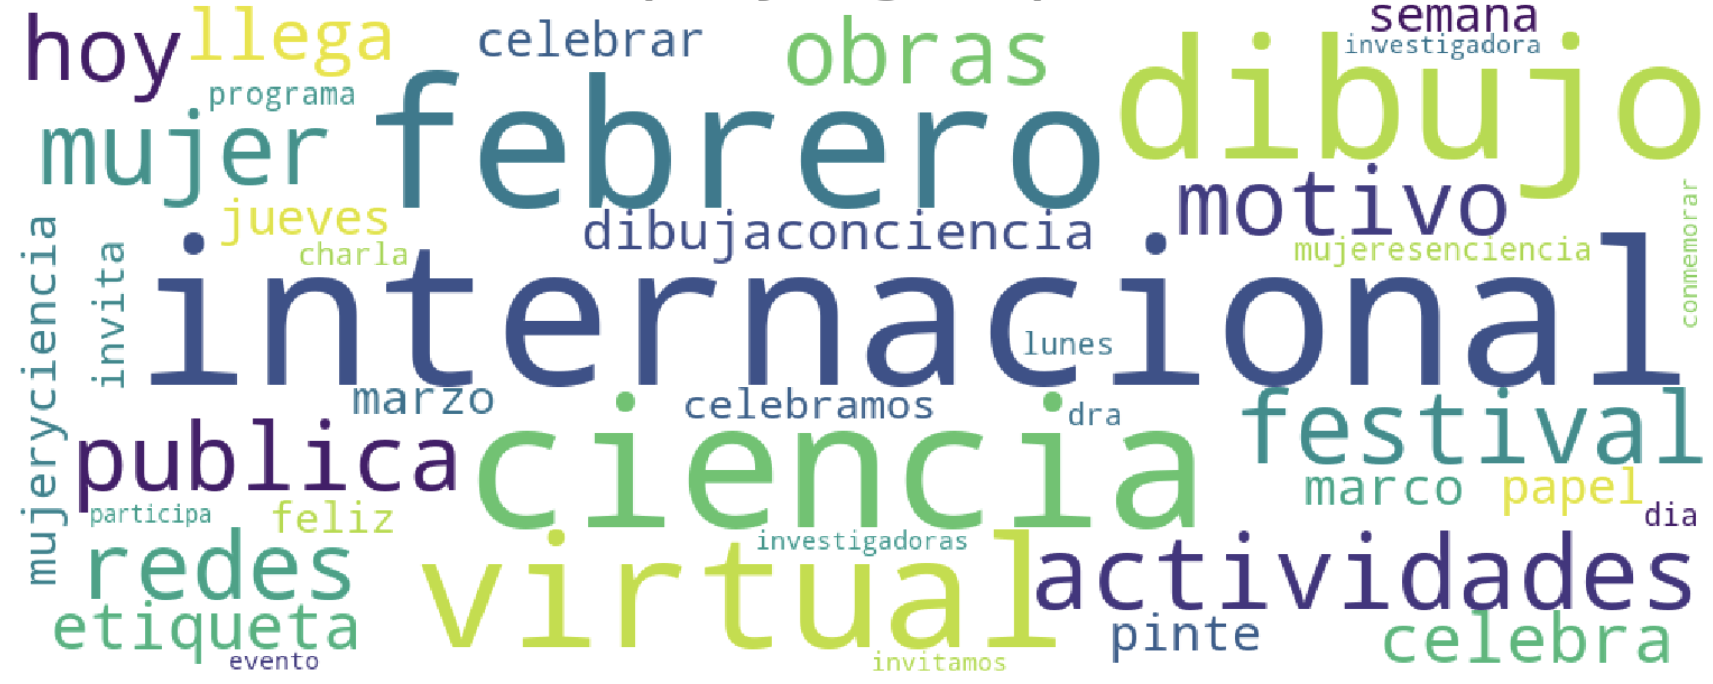 semana
hoy
llega
celebrar
obras
investigadora
dibujo
programa
febrero
mujer
motivo
jueves
dibujaconciencia
charla
mujeresenciencia
conmemorar
mujeryciencia
invita
internacional
lunes
marzo
celebramos
dra
festival
publica
ciencia
marco
papel
participa
feliz
dia
redes
virtual
investigadoras
actividades
etiqueta
pinte
celebra
evento
invitamos